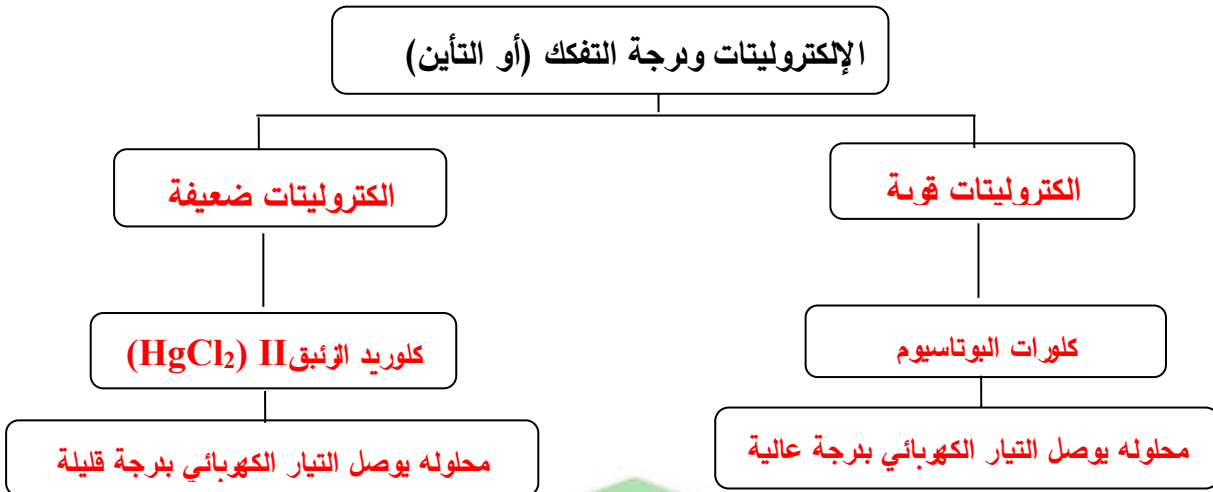 الإلكتروليتات ودرجة التفكك (أو التأين)
الكتروليتات قوية
الكتروليتات ضعيفة
كلورات البوتاسيوم
كلوريد الزئبق II (HgCl₂)
محلوله يوصل التيار الكهربائي بدرجة عالية
محلوله يوصل التيار الكهربائي بدرجة قليلة